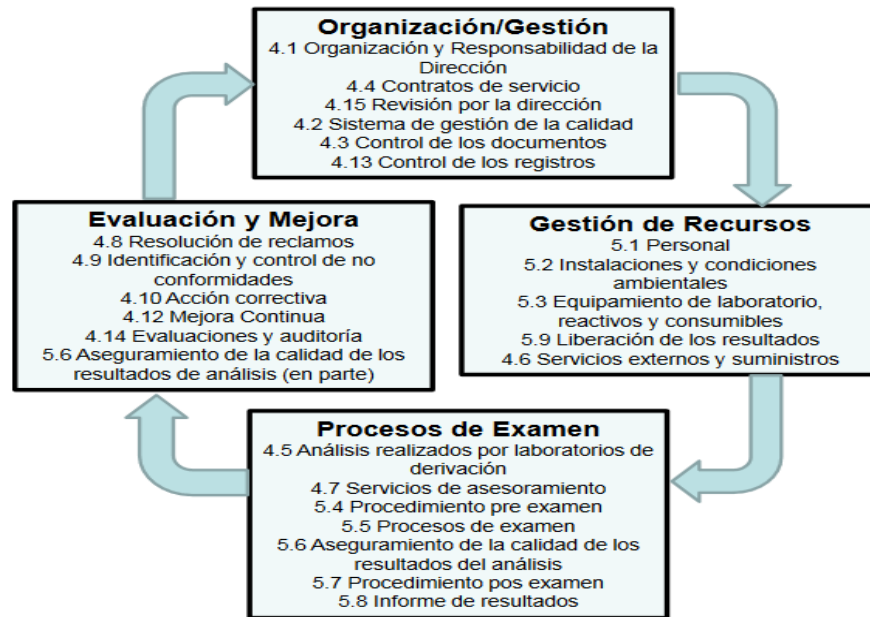 Organización/Gestión
4.1 Organización y Responsabilidad de la
Dirección
4.4 Contratos de servicio
4.15 Revisión por la dirección
4.2 Sistema de gestión de la calidad
4.3 Control de los documentos
4.13 Control de los registros
Gestión de Recursos
5.1 Personal
5.2 Instalaciones y condiciones
ambientales
5.3 Equipamiento de laboratorio,
reactivos y consumibles
5.9 Liberación de los resultados
4.6 Servicios externos y suministros
Procesos de Examen
4.5 Análisis realizados por laboratorios de
derivación
4.7 Servicios de asesoramiento
5.4 Procedimiento pre examen
5.5 Procesos de examen
5.6 Aseguramiento de la calidad de los
resultados del análisis
5.7 Procedimiento pos examen
5.8 Informe de resultados
Evaluación y Mejora
4.8 Resolución de reclamos
4.9 Identificación y control de no
conformidades
4.10 Acción correctiva
4.12 Mejora Continua
4.14 Evaluaciones y auditoría
5.6 Aseguramiento de la calidad de los
resultados de análisis (en parte)